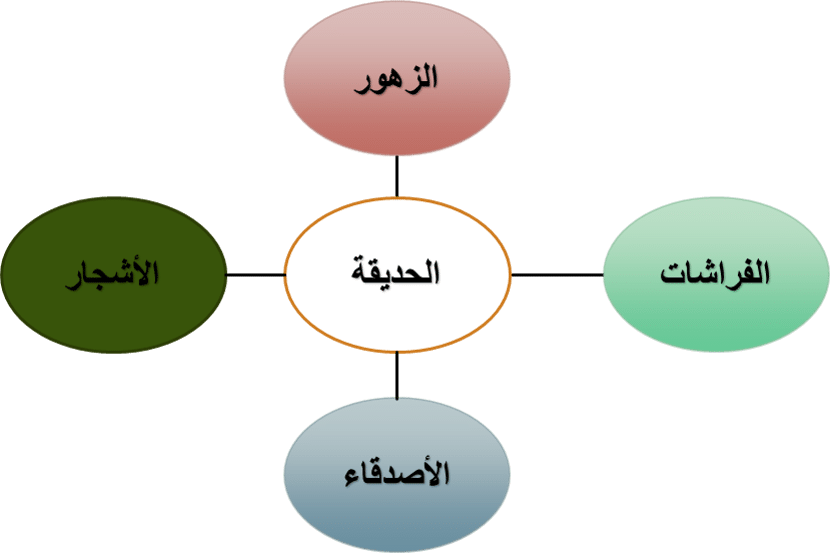 الزهور
الفراشات
الحديقة
الأشجار
الأصدقاء